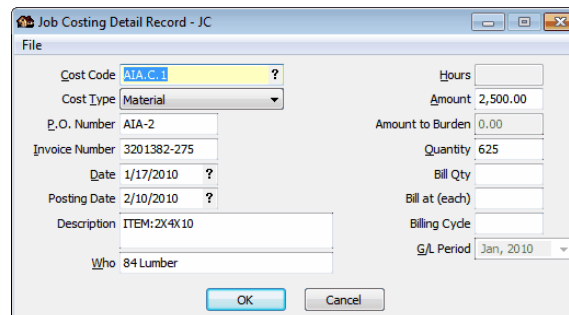 Job Costing Detail Record - JC
File
Cost Code AIA.C.1 ? Hours
Cost Type Material Amount 2,500.00
P.O. Number AIA-2 Amount to Burden 0.00
Invoice Number 3201382-275 Quantity 625
Date 1/17/2010 ? Bill Qty
Posting Date 2/10/2010 ? Bill at (each)
Description ITEM:2X4X10 Billing Cycle
G/L Period Jan, 2010
Who 84 Lumber
OK Cancel